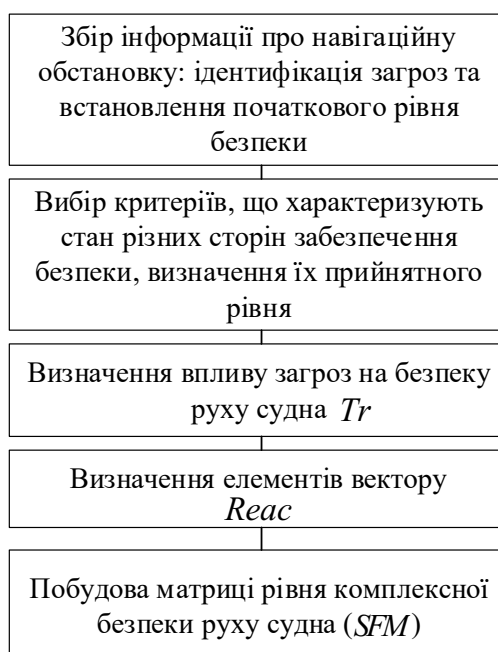 Збір інформації про навігаційну
обстановку: ідентифікація загроз та
встановлення початкового рівня
безпеки
Вибір критеріїв, що характеризують
стан різних сторін забезпечення
безпеки, визначення їх прийнятного
рівня
Визначення впливу загроз на безпеку
руху судна Tr
Визначення елементів вектору
Reac
Побудова матриці рівня комплексної
безпеки руху судна (SFM)